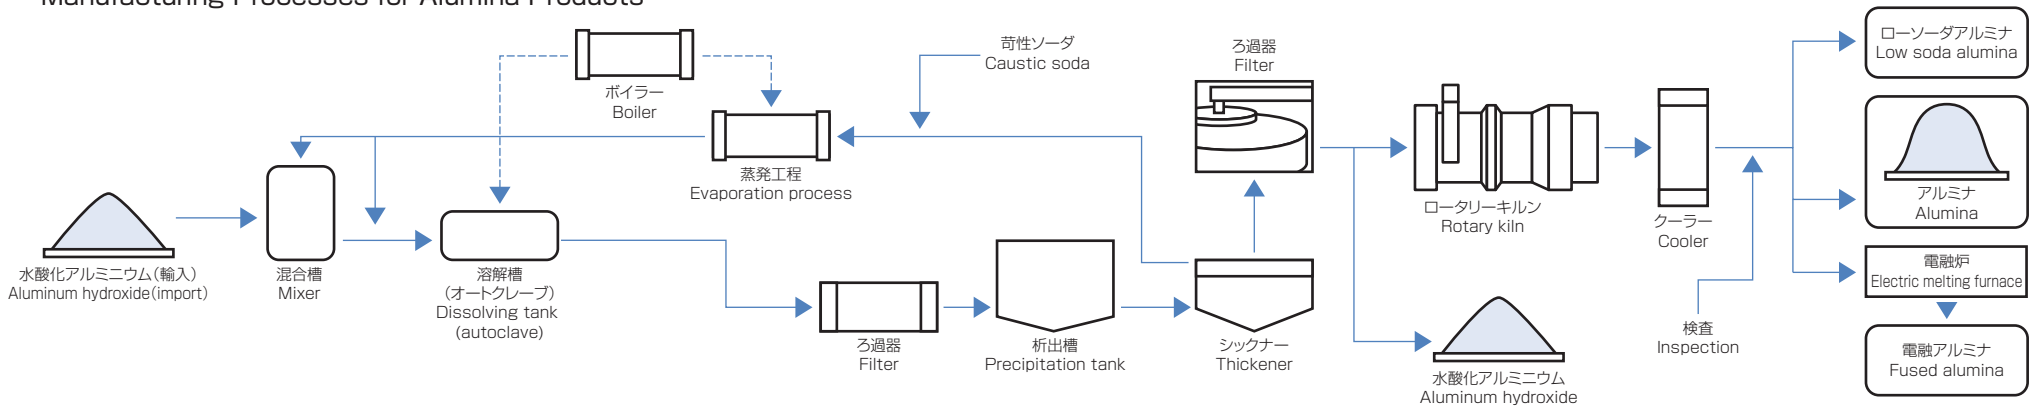 Manufacturing Processes for Alumina Products
水酸化アルミニウム(輸入)
Aluminum hydroxide(import)
混合槽
Mixer
ボイラー
Boiler
溶解槽
(オートクレーブ)
Dissolving tank
(autoclave)
蒸発工程
Evaporation process
苛性ソーダ
Caustic soda
ろ過器
Filter
析出槽
Precipitation tank
シックナー
Thickener
ろ過器
Filter
水酸化アルミニウム
Aluminum hydroxide
ロータリーキルン
Rotary kiln
クーラー
Cooler
検査
Inspection
ローソーダアルミナ
Low soda alumina
アルミナ
Alumina
電融炉
Electric melting furnace
電融アルミナ
Fused alumina